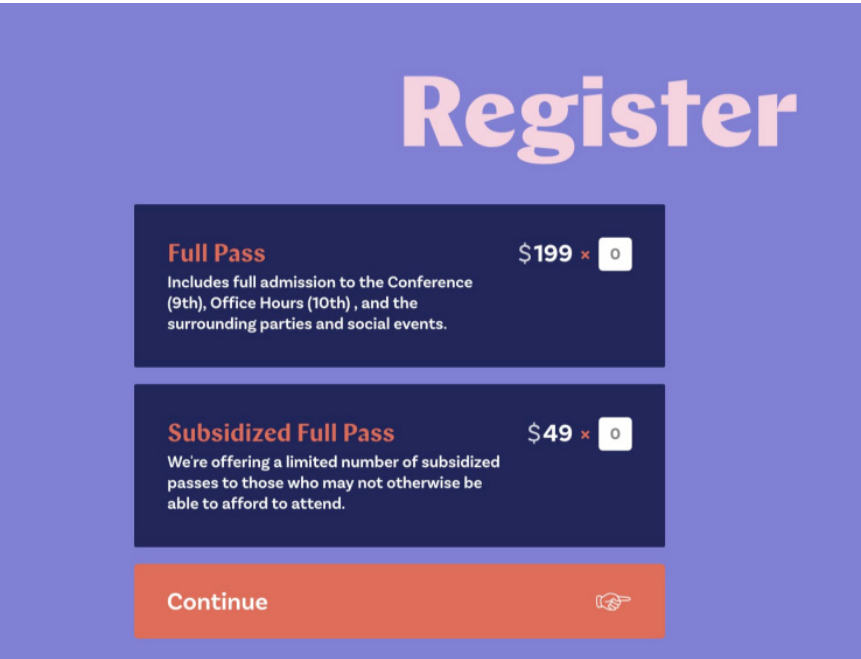 Register
Full Pass
$199 × 0
Includes full admission to the Conference
(9th), Office Hours (10th) , and the
surrounding parties and social events.
Subsidized Full Pass
$49 × 0
We're offering a limited number of subsidized
passes to those who may not otherwise be
able to afford to attend.
Continue